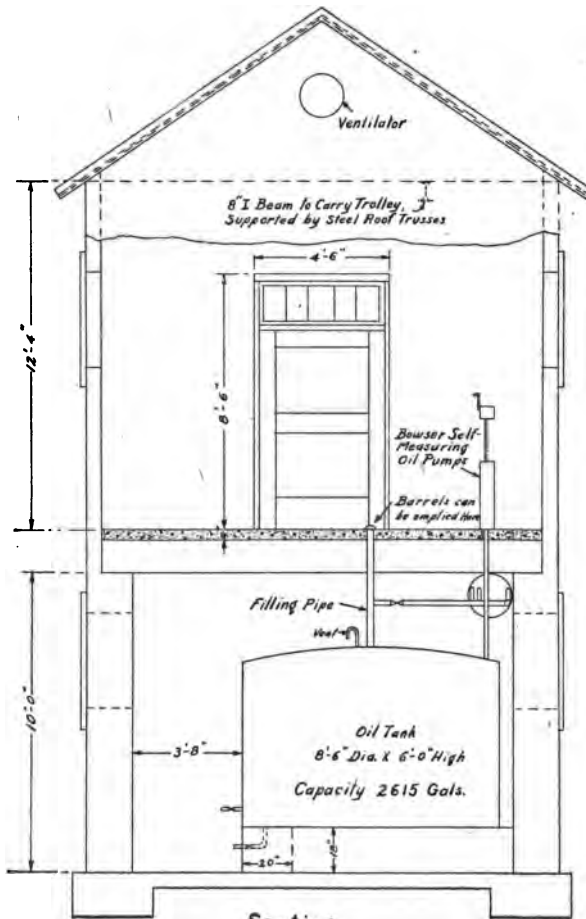 Ventilator
8" I Beam to Carry Trolley,
Supported by Steel Roof Trusses
3"
4'-6"
12'-4"
8'-6"
Bowser Self-
Measuring
Oil Pumps
Barrels can
be emptied Here
Filling Pipe
Vent
10'-0"
3'-8"
Oil Tank
8'-6" Dia. X 6'-0" High
Capacity 2615 Gals.
20"
18"